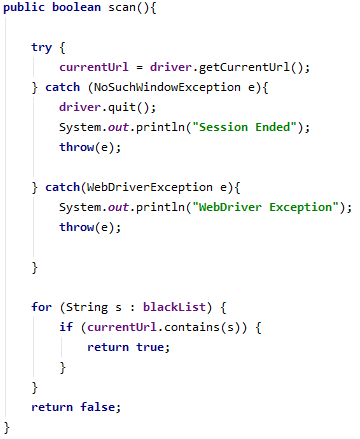 public boolean scan(){
try {
currentUrl = driver.getCurrentUrl();
} catch (NoSuchWindowException e){
driver.quit();
System.out.println("Session Ended");
throw(e);
} catch(WebDriverException e){
System.out.println("WebDriver Exception");
throw(e);
}
for (String s : blackList) {
if (currentUrl.contains(s)) {
return true;
}
}
return false;
}